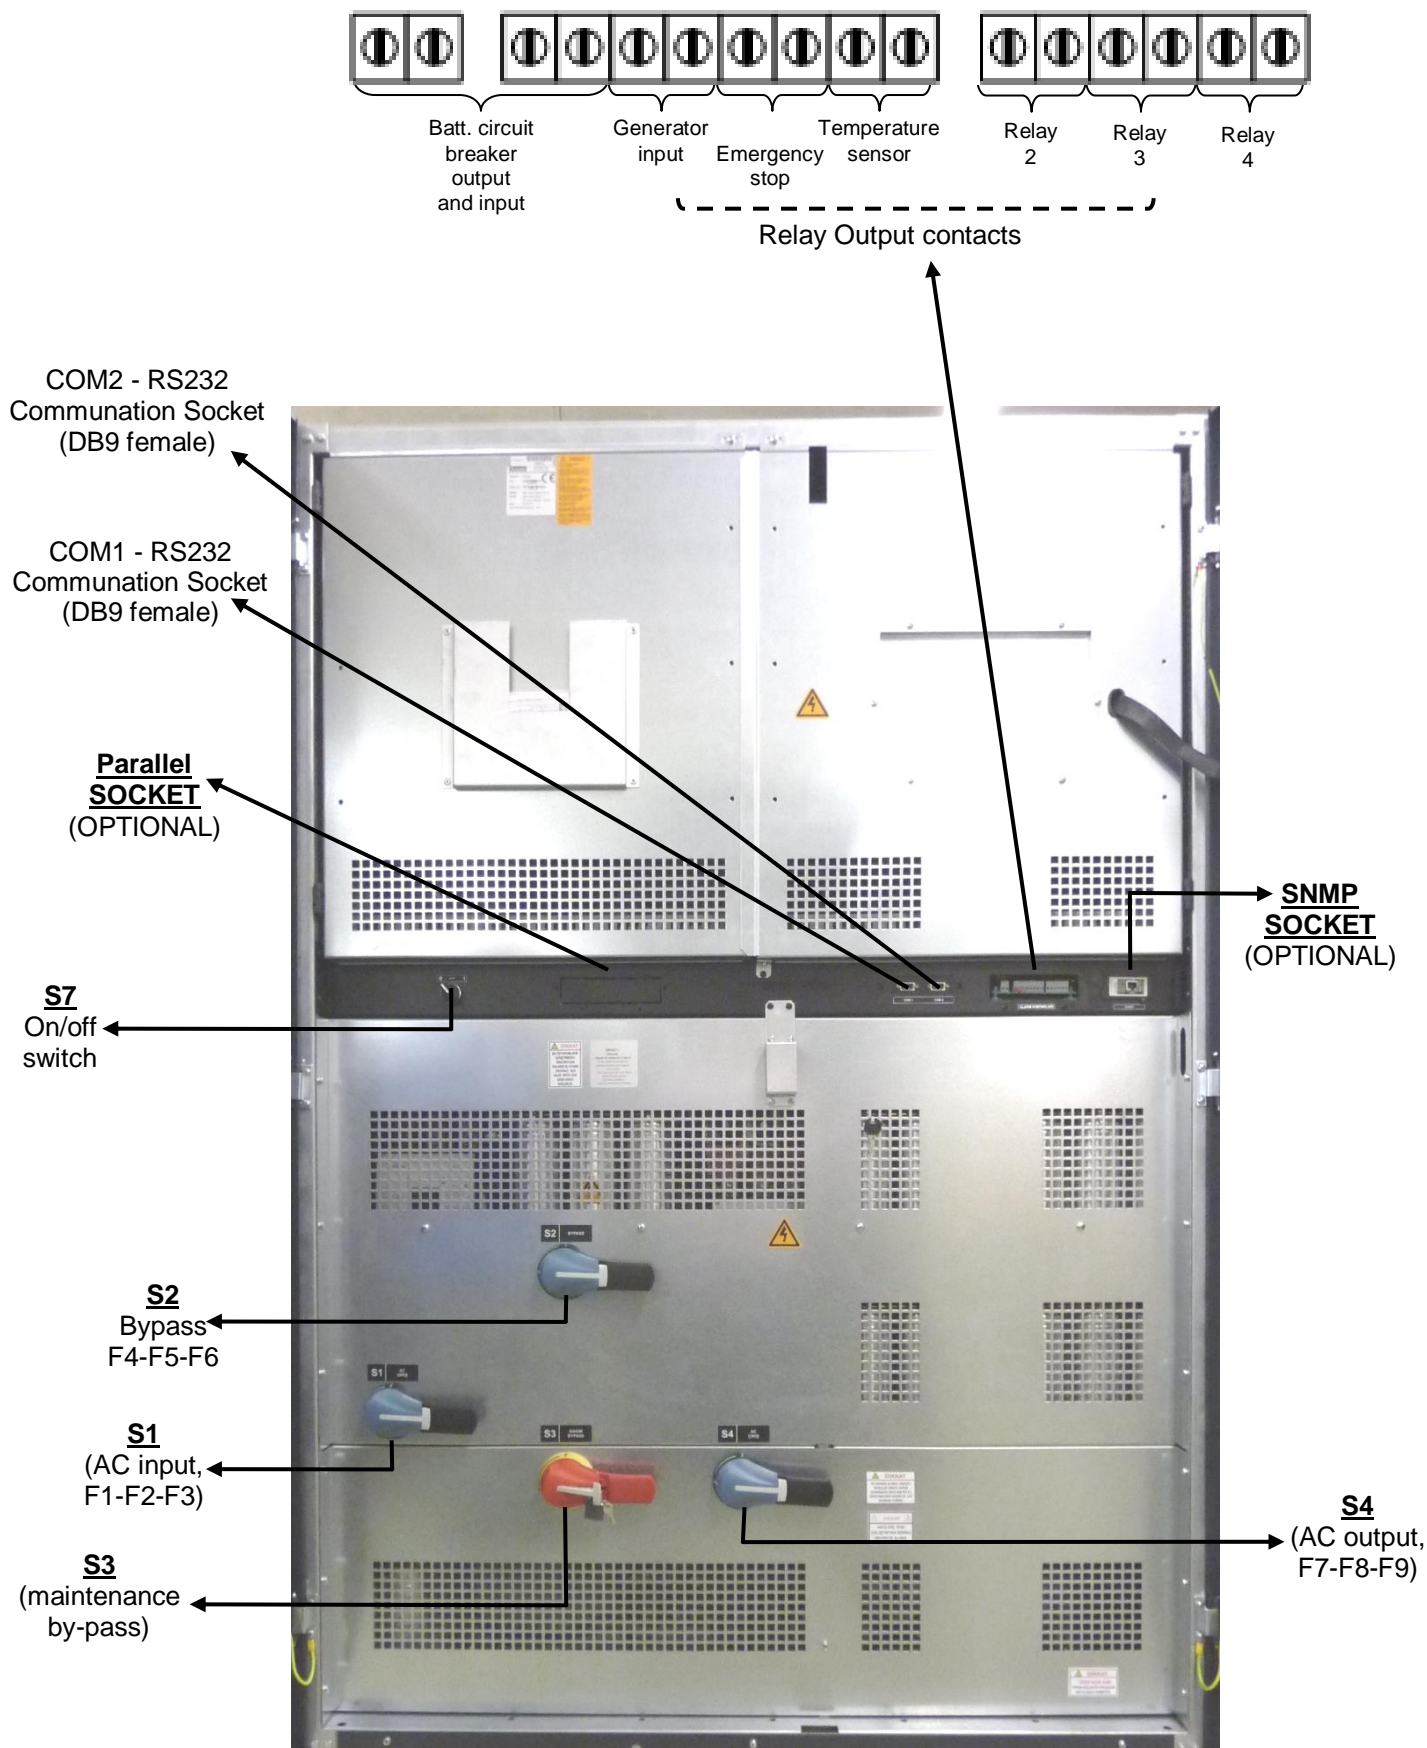 Batt. circuit
breaker
output
and input
Generator
input
Emergency
stop
Temperature
sensor
Relay
2
Relay
3
Relay
4
Relay Output contacts
COM2 - RS232
Communation Socket
(DB9 female)
COM1 - RS232
Communation Socket
(DB9 female)
Parallel
SOCKET
(OPTIONAL)
SNMP
SOCKET
(OPTIONAL)
S7
On/off
switch
S2
Bypass
F4-F5-F6
S1
(AC input,
F1-F2-F3)
S3
(maintenance
by-pass)
S4
(AC output,
F7-F8-F9)
S2 BYPASS
S1
S3
S4